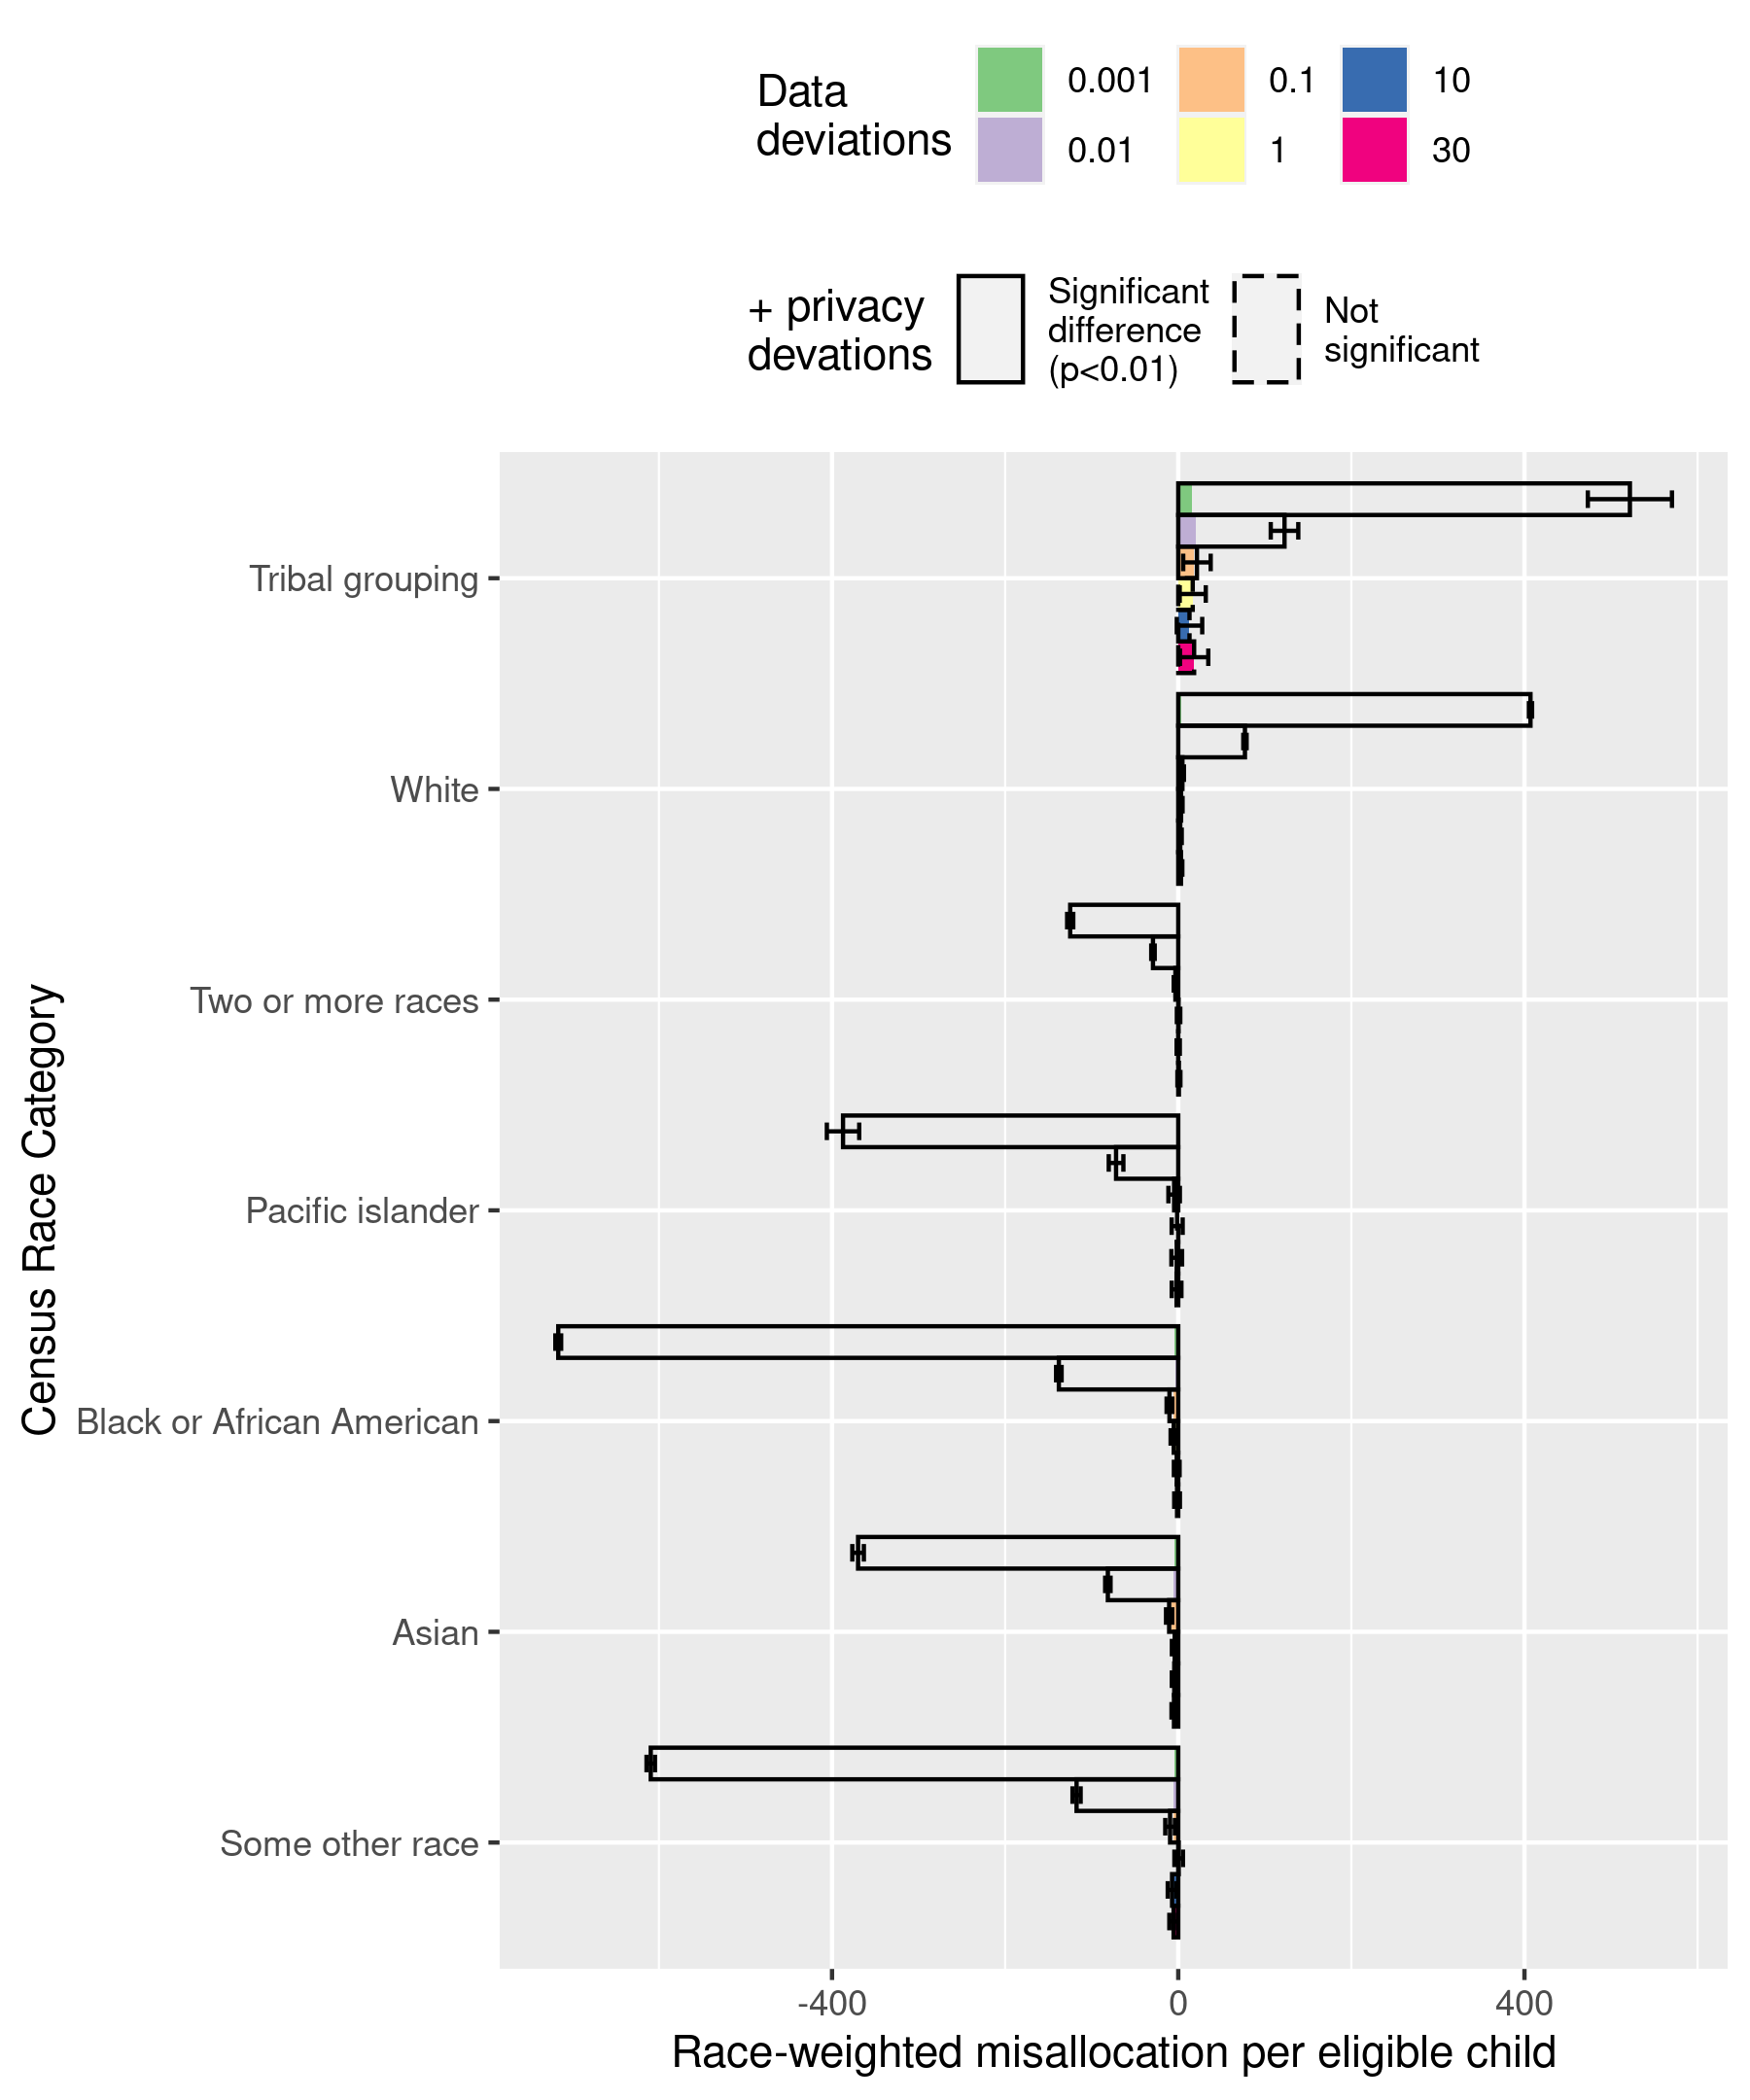 Data
deviations
0.001
0.1
10
0.01
1
30
+ privacy
devations
Significant
difference
(p<0.01)
Not
significant
Census Race Category
Tribal grouping
White
Two or more races
Pacific islander
Black or African American
Asian
Some other race
-400
0
400
Race-weighted misallocation per eligible child